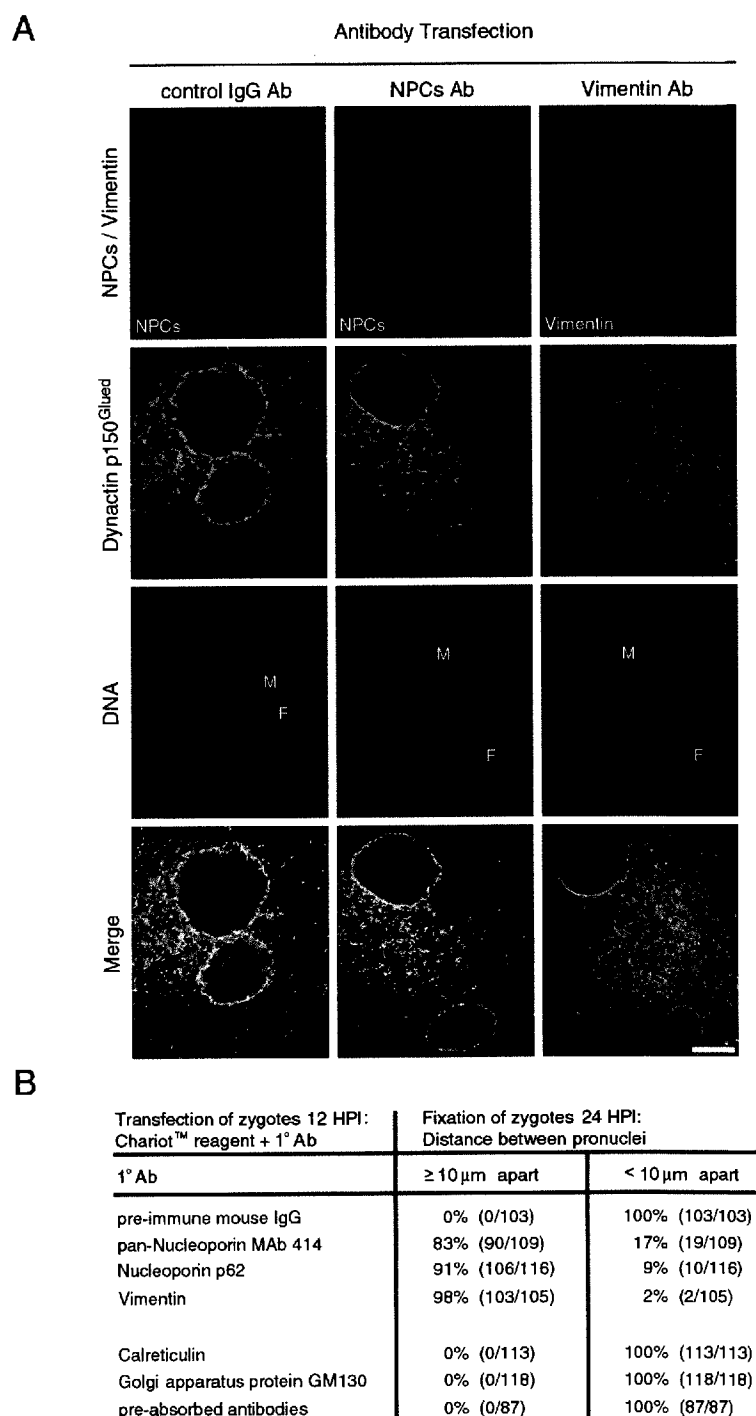 A
Antibody Transfection
control IgG Ab NPCs Ab Vimentin Ab
NPCs / Vimentin
NPCs NPCs Vimentin
Dynactin p150Glued
DNA
M M M
F F F
Merge
B
Transfection of zygotes 12 HPI: Fixation of zygotes 24 HPI:
Chariot™ reagent + 1° Ab Distance between pronuclei
1° Ab ≥ 10 µm apart < 10 µm apart
pre-immune mouse IgG 0% (0/103) 100% (103/103)
pan-Nucleoporin MAb 414 83% (90/109) 17% (19/109)
Nucleoporin p62 91% (106/116) 9% (10/116)
Vimentin 98% (103/105) 2% (2/105)
Calreticulin 0% (0/113) 100% (113/113)
Golgi apparatus protein GM130 0% (0/118) 100% (118/118)
pre-absorbed antibodies 0% (0/87) 100% (87/87)